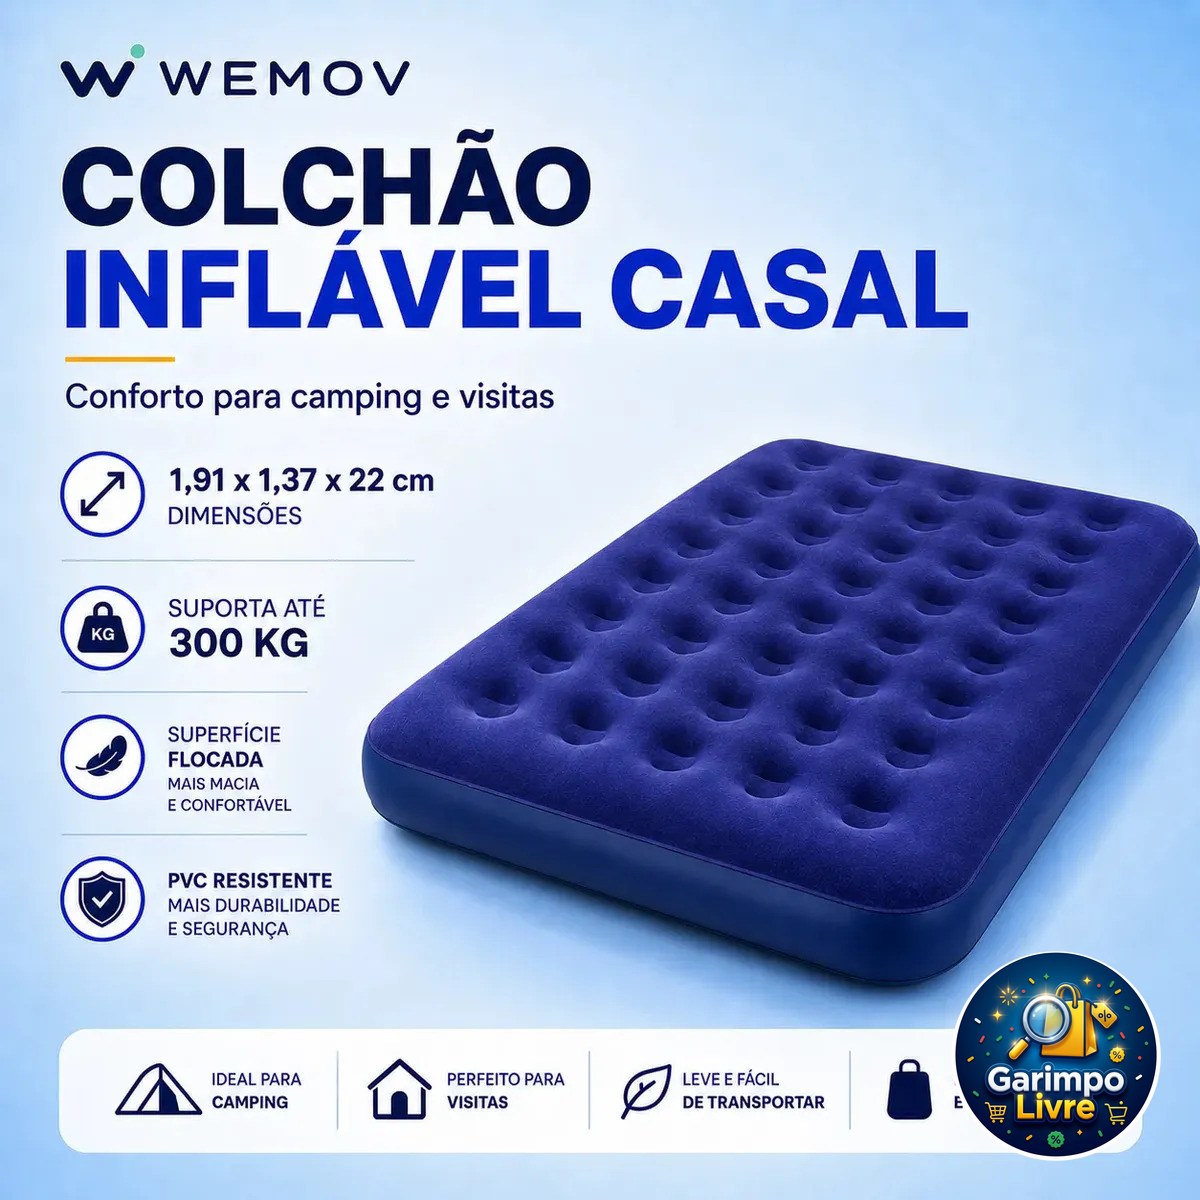 WEMOV
COLCHÃO
INFLÁVEL CASAL
Conforto para camping e visitas
1,91 x 1,37 x 22 cm
DIMENSÕES
KG
SUPORTA ATÉ
300 KG
SUPERFÍCIE
FLOCADA
MAIS MACIA
E CONFORTÁVEL
PVC RESISTENTE
MAIS DURABILIDADE
E SEGURANÇA
IDEAL PARA
CAMPING
PERFEITO PARA
VISITAS
LEVE E FÁCIL
DE TRANSPORTAR
E
%
%
Garimpo
Livre
%